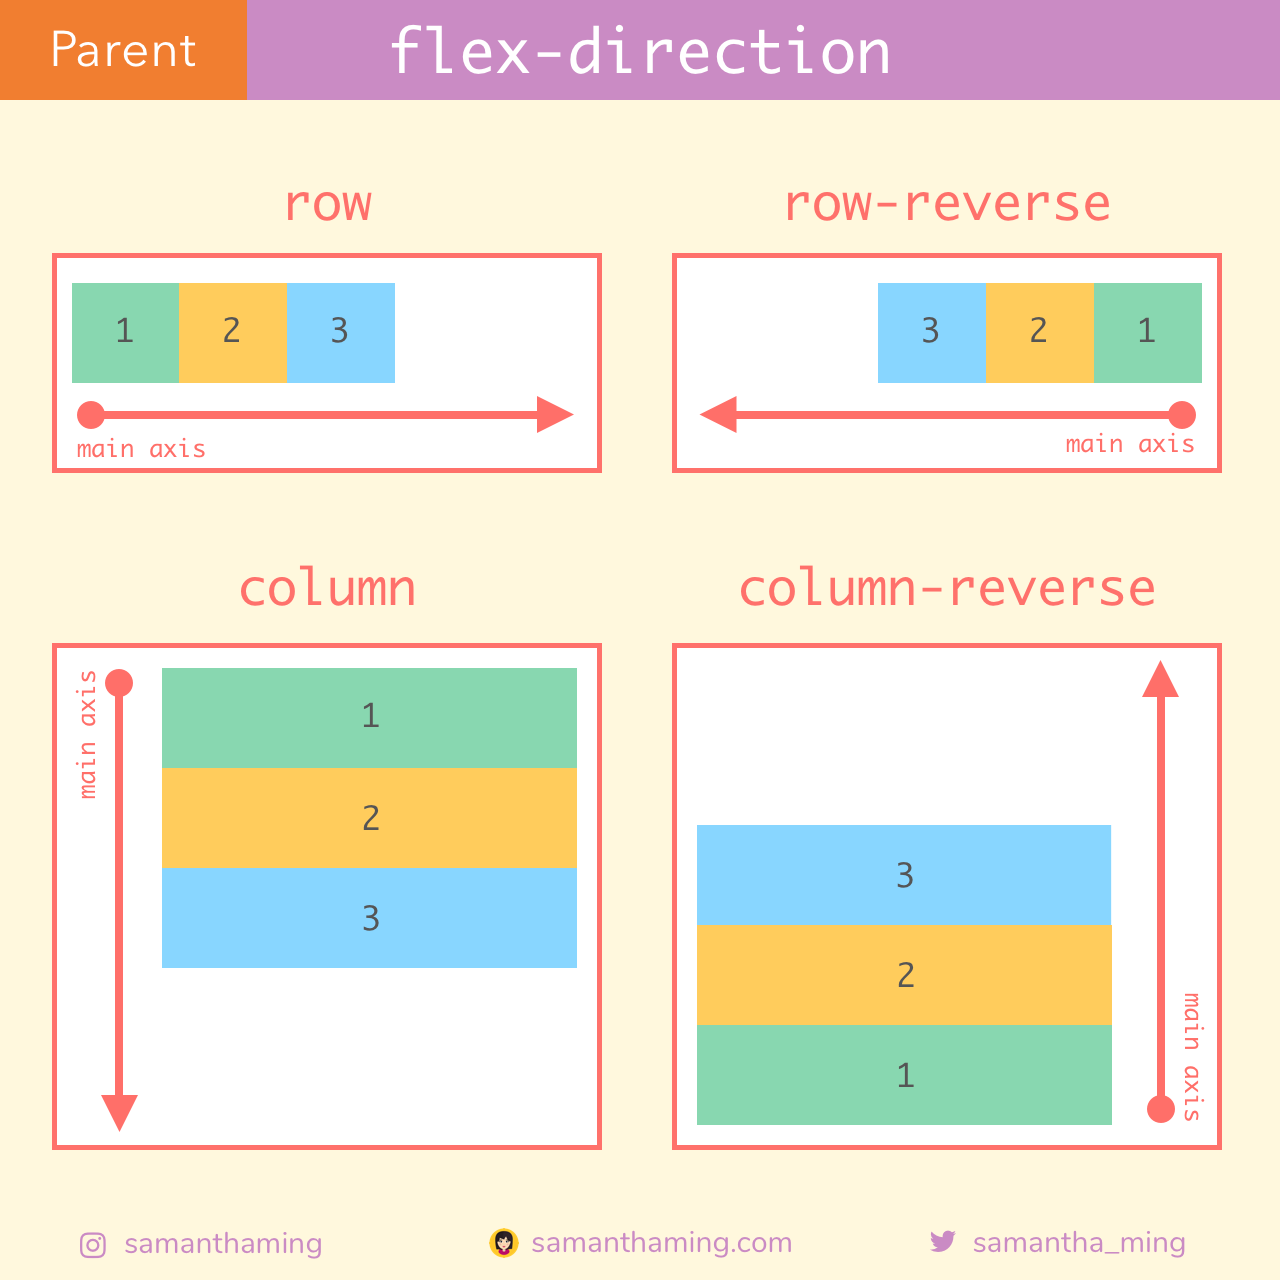 Parent
flex-direction
row
1 2 3
main axis
row-reverse
3 2 1
main axis
column
main axis
1
2
3
column-reverse
3
2
1
main axis
samanthaming
samanthaming.com
samantha_ming